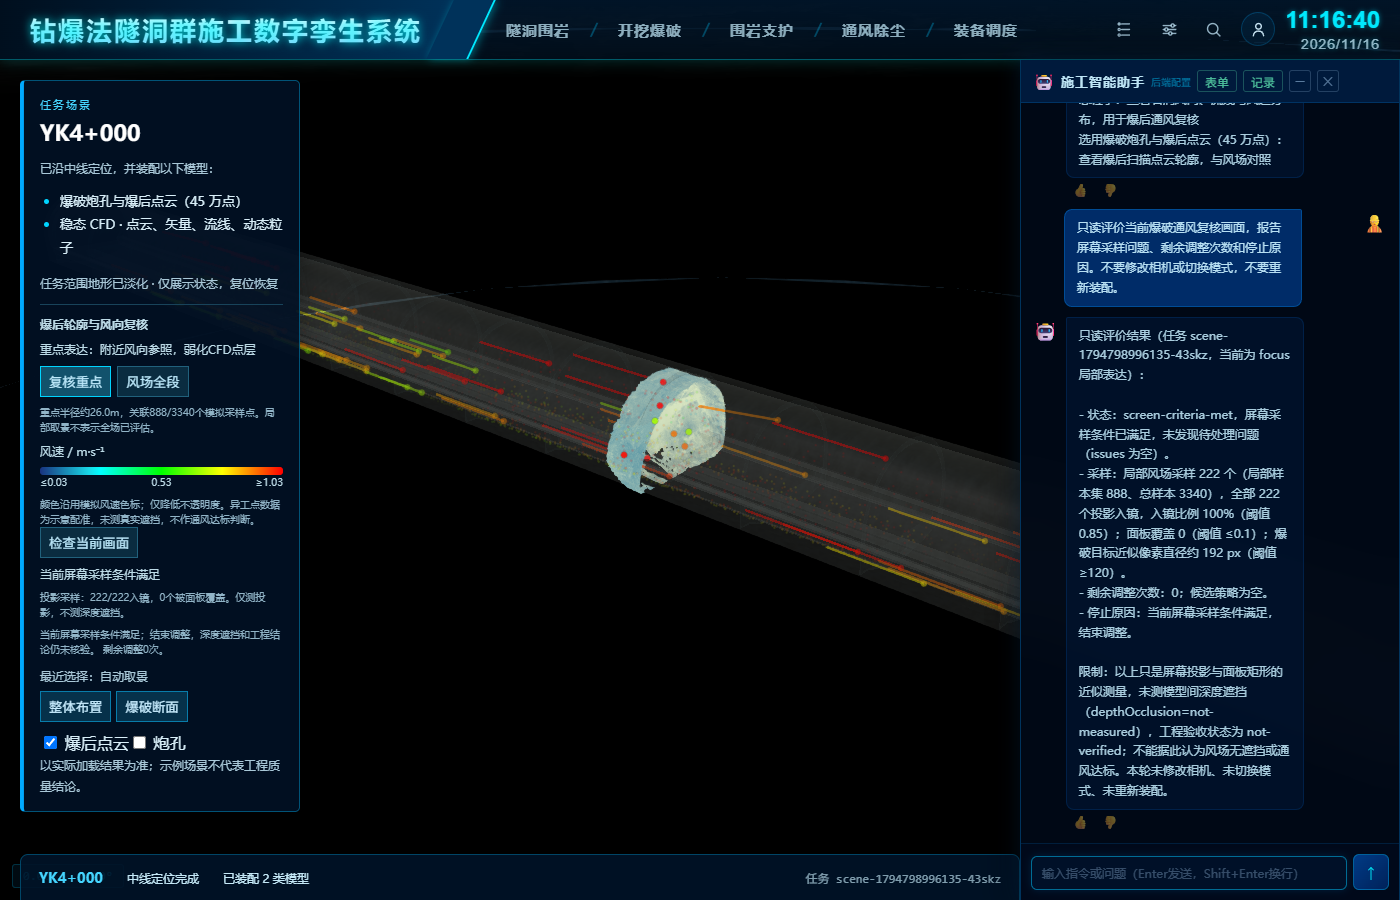 钻爆法隧洞群施工数字孪生系统
隧洞围岩 / 开挖爆破 / 围岩支护 / 通风除尘 / 装备调度
11:16:40
2026/11/16
任务场景
YK4+000
已沿中线定位，并装配以下模型：
爆破炮孔与爆后点云（45 万点）
稳态 CFD · 点云、矢量、流线、动态粒
子
任务范围地形已淡化 · 仅展示状态，复位恢复
爆后轮廓与风向复核
重点表达：附近风向参照，弱化CFD点层
复核重点 风场全段
重点半径约26.0m，关联888/3340个模拟采样点。局
部取景不表示全场已评估。
风速 / m·s⁻¹
≤0.03 0.53 ≥1.03
颜色沿用模拟风速色标；仅降低不透明度。异工点数据
为示意配准，未测真实遮挡，不作通风达标判断。
检查当前画面
当前屏幕采样条件满足
投影采样：222/222入镜，0个被面板覆盖。仅测投
影，不测深度遮挡。
当前屏幕采样条件满足；结束调整，深度遮挡和工程结
论仍未核验。 剩余调整0次。
最近选择：自动取景
整体布置 爆破断面
爆后点云 炮孔
以实际加载结果为准；示例场景不代表工程质
量结论。
YK4+000 中线定位完成 已装配 2 类模型 任务 scene-1794798996135-43skz
施工智能助手 后端配置 表单 记录
布，用于爆后通风复核
选用爆破炮孔与爆后点云（45 万点）：
查看爆后扫描点云轮廓，与风场对照
只读评价当前爆破通风复核画面，报告
屏幕采样问题、剩余调整次数和停止原
因。不要修改相机或切换模式，不要重
新装配。
只读评价结果（任务 scene-
1794798996135-43skz，当前为 focus
局部表达）：
- 状态：screen-criteria-met，屏幕采
样条件已满足，未发现待处理问题
（issues 为空）。
- 采样：局部风场采样 222 个（局部样
本集 888、总样本 3340），全部 222
个投影入镜，入镜比例 100%（阈值
0.85）；面板覆盖 0（阈值 ≤0.1）；爆
破目标近似像素直径约 192 px（阈值
≥120）。
- 剩余调整次数：0；候选策略为空。
- 停止原因：当前屏幕采样条件满足，
结束调整。
限制：以上只是屏幕投影与面板矩形的
近似测量，未测模型间深度遮挡
（depthOcclusion=not-
measured），工程验收状态为 not-
verified；不能据此认为风场无遮挡或通
风达标。本轮未修改相机、未切换模
式、未重新装配。
输入指令或问题（Enter发送，Shift+Enter换行）